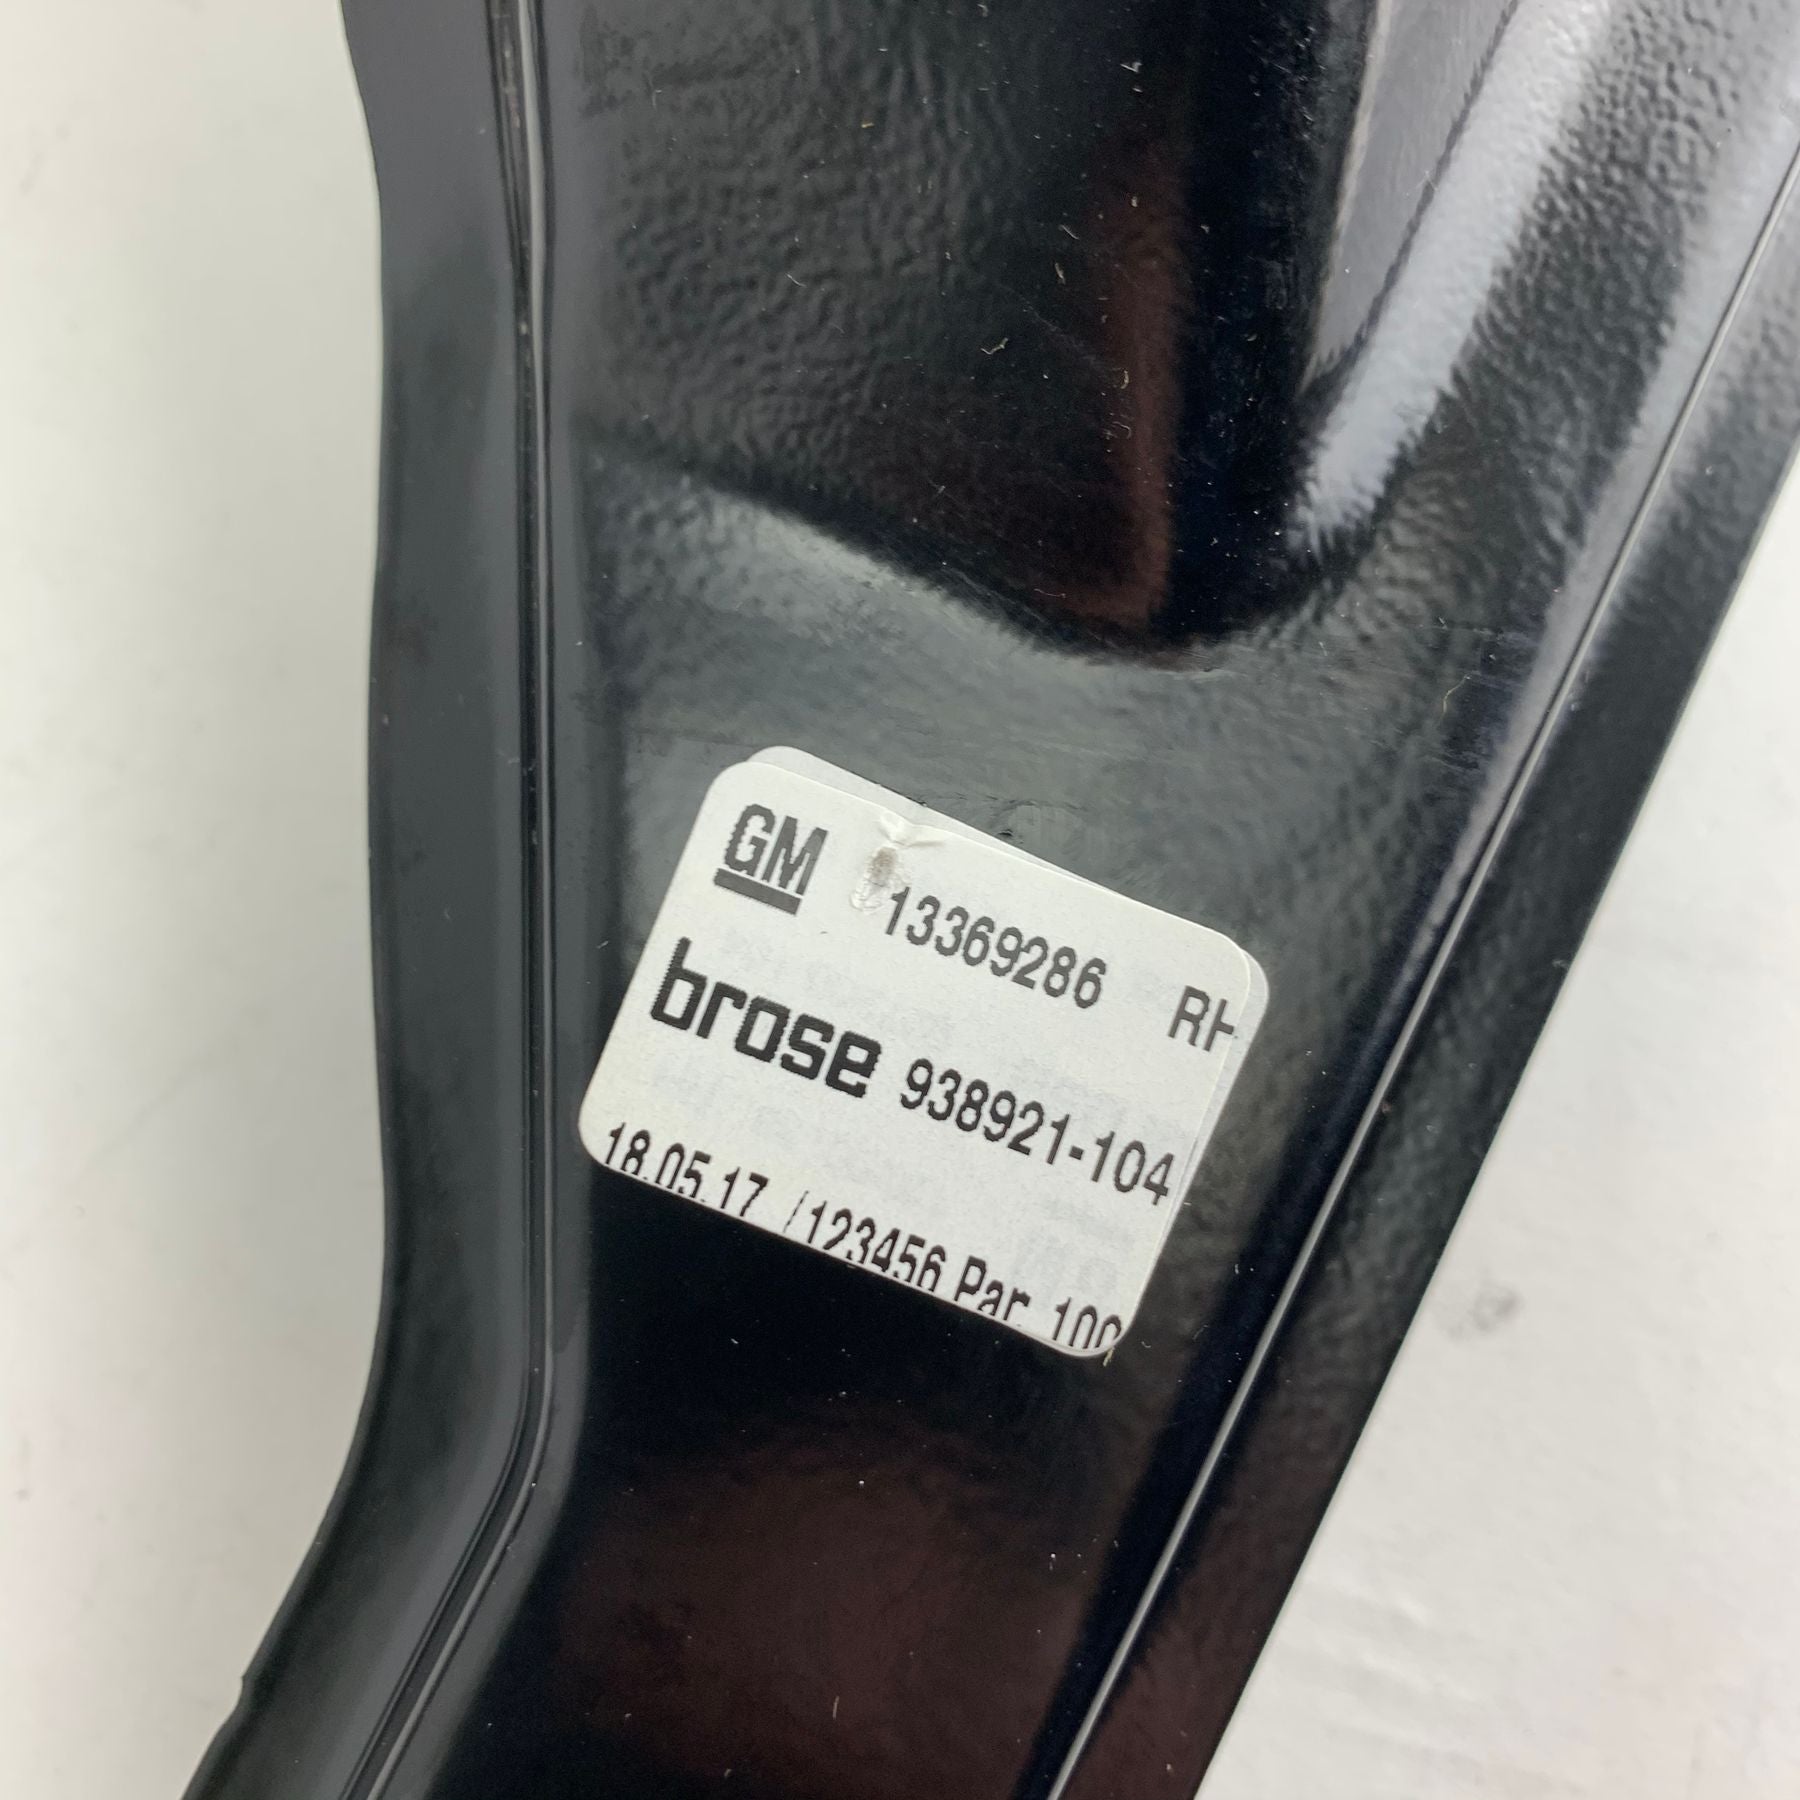 GM 13369286 RH
brose 938921-104
18.05.17 /123456 Par. 100